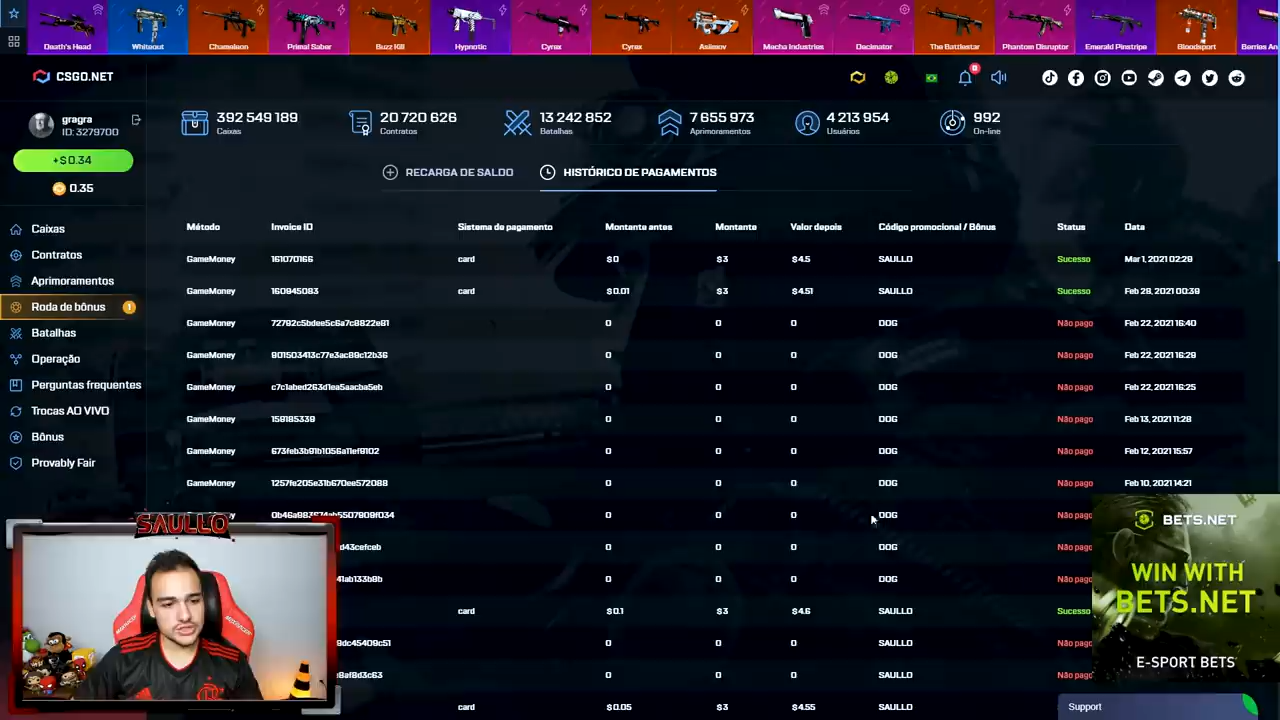 Death's Head
Whiteout
Chameleon
Primal Saber
Buzz Kill
Hypnotic
Cyrex
Cyrex
Asiimov
Mecha Industries
Decimator
The Battlestar
Phantom Disruptor
Emerald Pinstripe
Bloodsport
CSGO.NET
gragra
ID: 3279700
+$ 0.34
0.35
392 549 189
Caixas
20 720 626
Contratos
13 242 852
Batalhas
7 655 973
Aprimoramentos
4 213 954
Usuários
992
On-line
RECARGA DE SALDO
HISTÓRICO DE PAGAMENTOS
Caixas
Contratos
Aprimoramentos
Roda de bônus 1
Batalhas
Operação
Perguntas frequentes
Trocas AO VIVO
Bônus
Provably Fair
Método Invoice ID Sistema de pagamento Montante antes Montante Valor depois Código promocional / Bônus Status Data
GameMoney 161070166 card $0 $3 $4.5 SAULLO Sucesso Mar 1, 2021 02:29
GameMoney 160945083 card $0.01 $3 $4.51 SAULLO Sucesso Feb 28, 2021 00:39
GameMoney 72792c5bdee5c6a7c8822e81 0 0 0 DOG Não pago Feb 22, 2021 16:40
GameMoney 901503413c77e3ac89c12b36 0 0 0 DOG Não pago Feb 22, 2021 16:29
GameMoney c7c1abed263d1ea5aacba5eb 0 0 0 DOG Não pago Feb 22, 2021 16:25
GameMoney 159185339 0 0 0 DOG Não pago Feb 13, 2021 11:28
GameMoney 673feb3b91b1056a11ef9102 0 0 0 DOG Não pago Feb 12, 2021 15:57
GameMoney 1257fe205e31b670ee572088 0 0 0 DOG Não pago Feb 10, 2021 14:21
0 0 0 DOG Não pago
0 0 0 DOG Não pago
0 0 0 DOG Não pago
card $0.1 $3 $4.6 SAULLO Sucesso
0 0 0 SAULLO Não pago
0 0 0 SAULLO Não pago
card $0.05 $3 $4.55 SAULLO
SAULLO
BETS.NET
WIN WITH
BETS.NET
E-SPORT BETS
Support